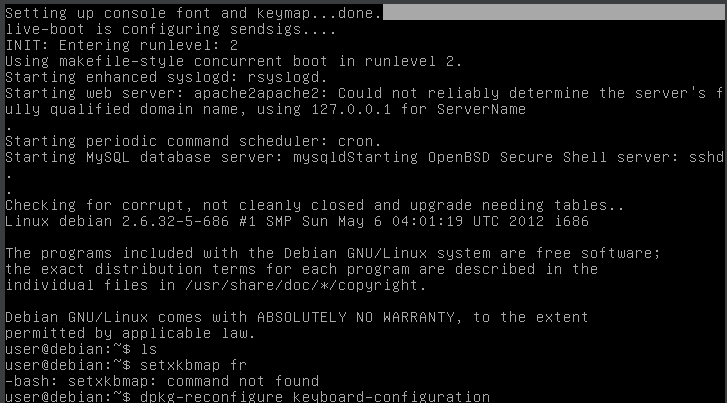 Setting up console font and keymap...done.
live-boot is configuring sendsigs....
INIT: Entering runlevel: 2
Using makefile-style concurrent boot in runlevel 2.
Starting enhanced syslogd: rsyslogd.
Starting web server: apache2apache2: Could not reliably determine the server's f
ully qualified domain name, using 127.0.0.1 for ServerName
.
Starting periodic command scheduler: cron.
Starting MySQL database server: mysqldStarting OpenBSD Secure Shell server: sshd
.
.
Checking for corrupt, not cleanly closed and upgrade needing tables..
Linux debian 2.6.32-5-686 #1 SMP Sun May 6 04:01:19 UTC 2012 i686

The programs included with the Debian GNU/Linux system are free software;
the exact distribution terms for each program are described in the
individual files in /usr/share/doc/*/copyright.

Debian GNU/Linux comes with ABSOLUTELY NO WARRANTY, to the extent
permitted by applicable law.
user@debian:~$ ls
user@debian:~$ setxkbmap fr
-bash: setxkbmap: command not found
user@debian:~$ dpkg-reconfigure keyboard-configuration